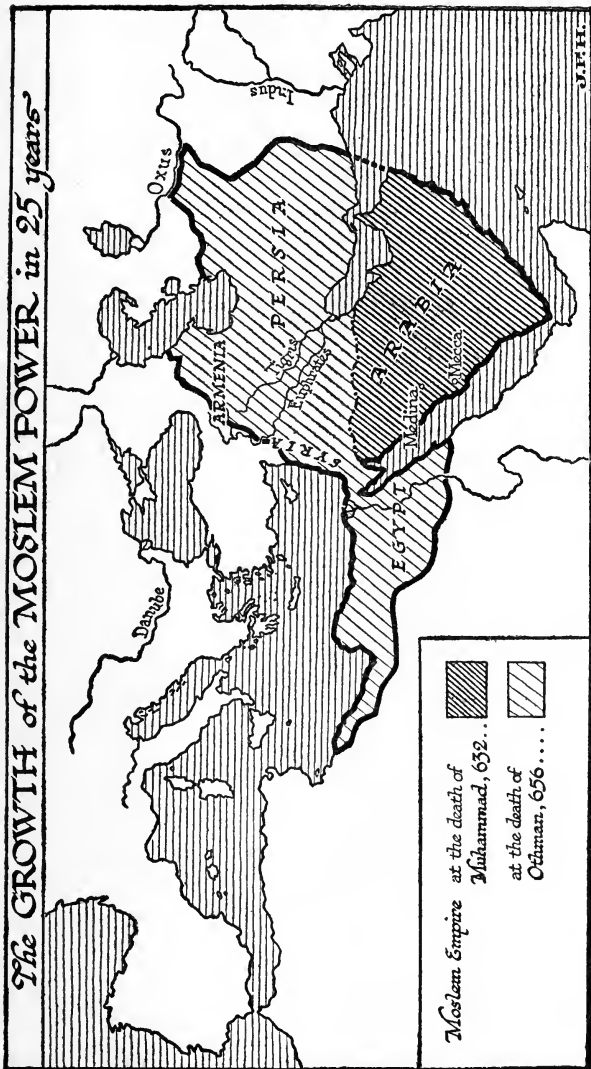 The GROWTH of the MOSLEM POWER in 25 years
Oxus
Indus
Danube
ARMENIA
PERSIA
Tigris
Euphrates
SYRIA
ARABIA
Medina
Mecca
EGYPT
Moslem Empire at the death of
Muhammad, 632..
at the death of
Othman, 656....
J.F.H.